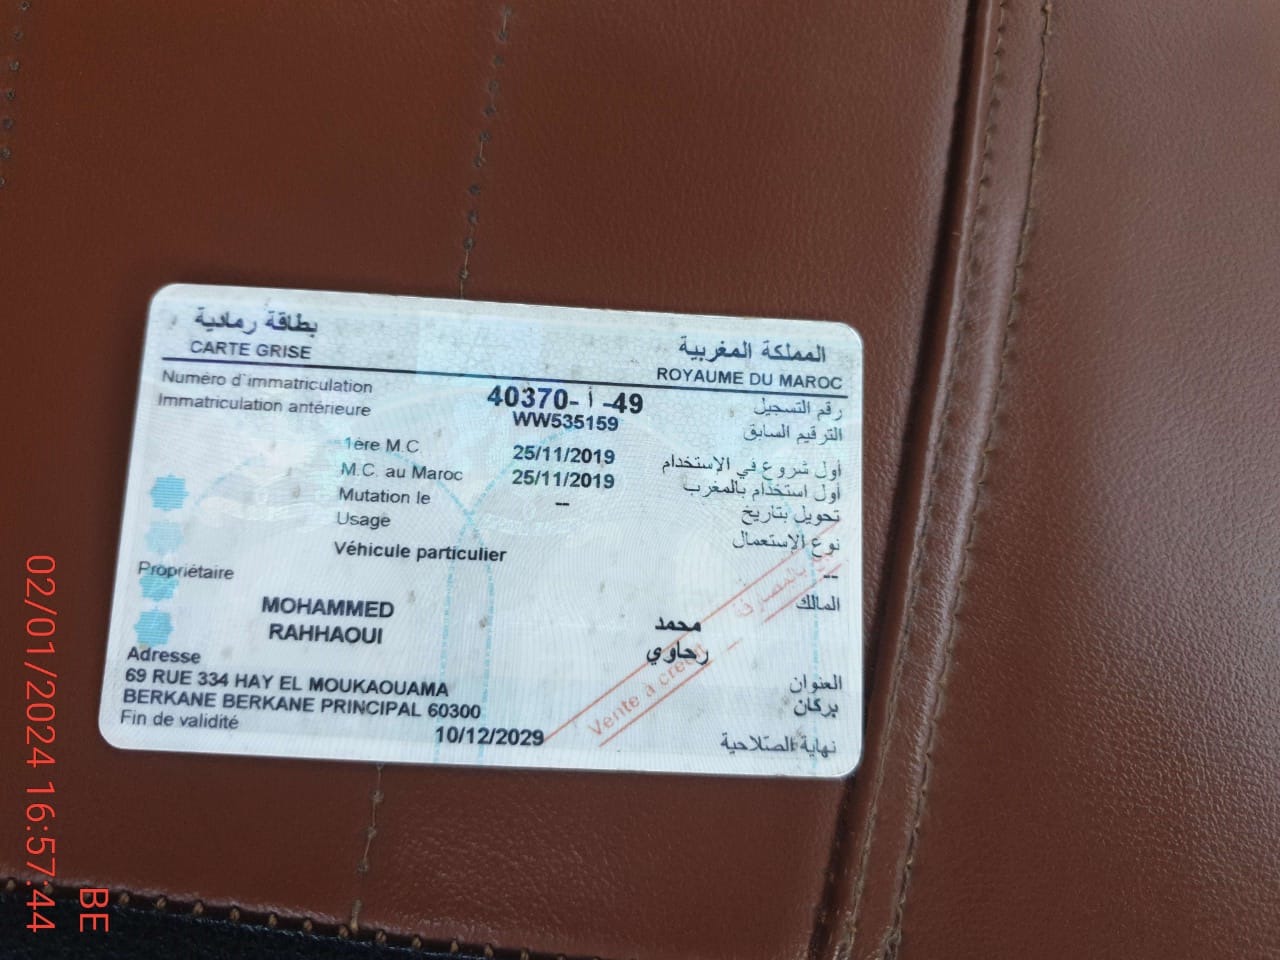 بطاقة رمادية
CARTE GRISE
المملكة المغربية
ROYAUME DU MAROC
Numéro d'immatriculation 40370- أ -49 رقم التسجيل
Immatriculation antérieure WW535159 الترقيم السابق
1ère M.C. 25/11/2019 أول شروع في الإستخدام
M.C. au Maroc 25/11/2019 أول استخدام بالمغرب
Mutation le -- تحويل بتاريخ
Usage نوع الإستعمال
Véhicule particulier --
Propriétaire المالك
MOHAMMED محمد
RAHHAOUI رحاوي
Adresse العنوان
69 RUE 334 HAY EL MOUKAOUAMA
BERKANE BERKANE PRINCIPAL 60300 بركان
Fin de validité 10/12/2029 نهاية الصلاحية
Vente à crédit
02/01/2024 16:57:44
BE